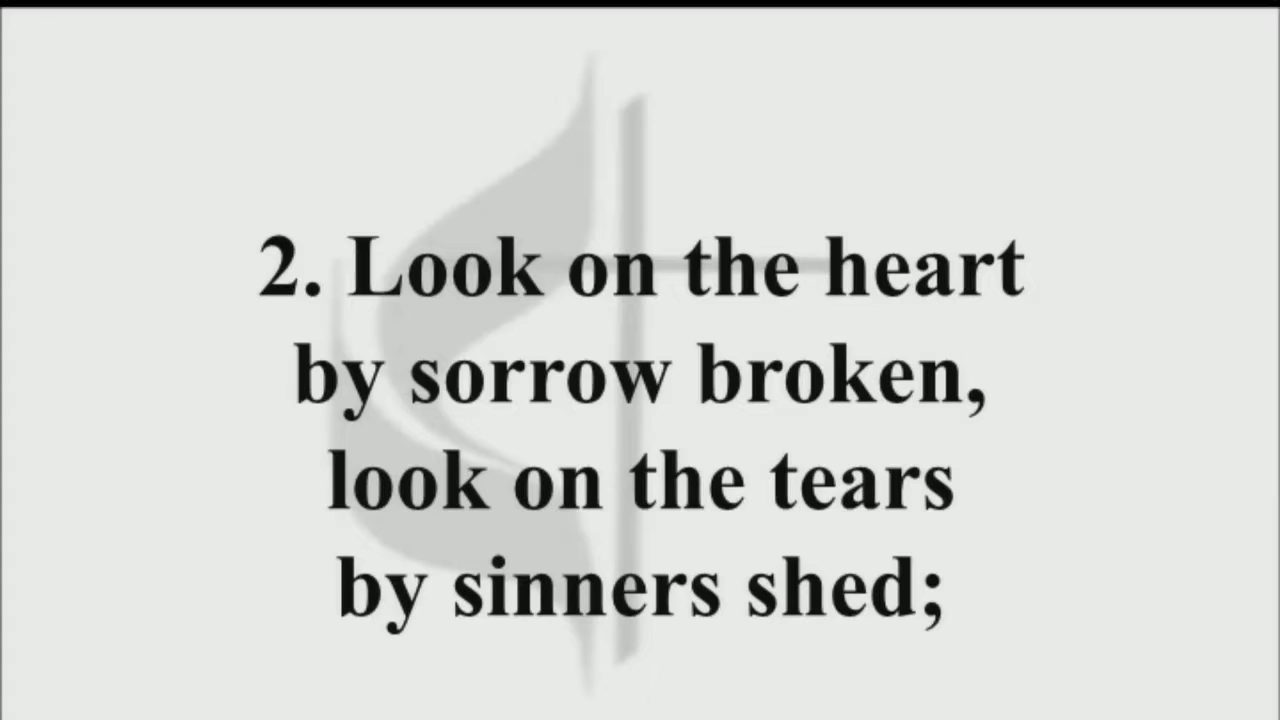 2. Look on the heart
by sorrow broken,
look on the tears
by sinners shed;